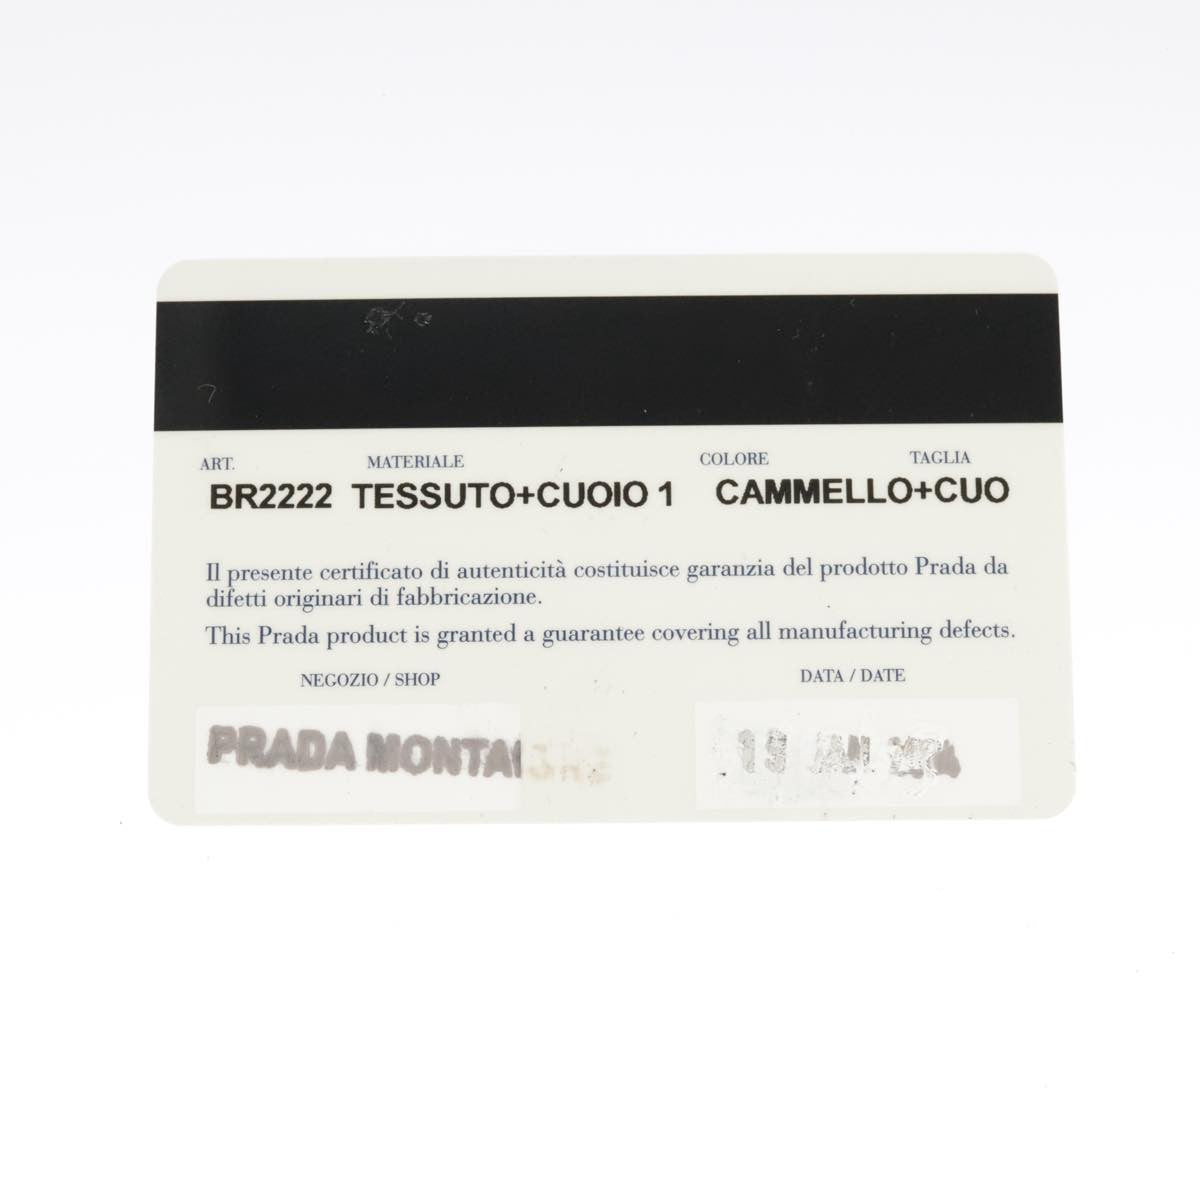 ART. MATERIALE COLORE TAGLIA
BR2222 TESSUTO+CUOIO 1 CAMMELLO+CUO
Il presente certificato di autenticità costituisce garanzia del prodotto Prada da
difetti originari di fabbricazione.
This Prada product is granted a guarantee covering all manufacturing defects.
NEGOZIO / SHOP DATA / DATE
PRADA